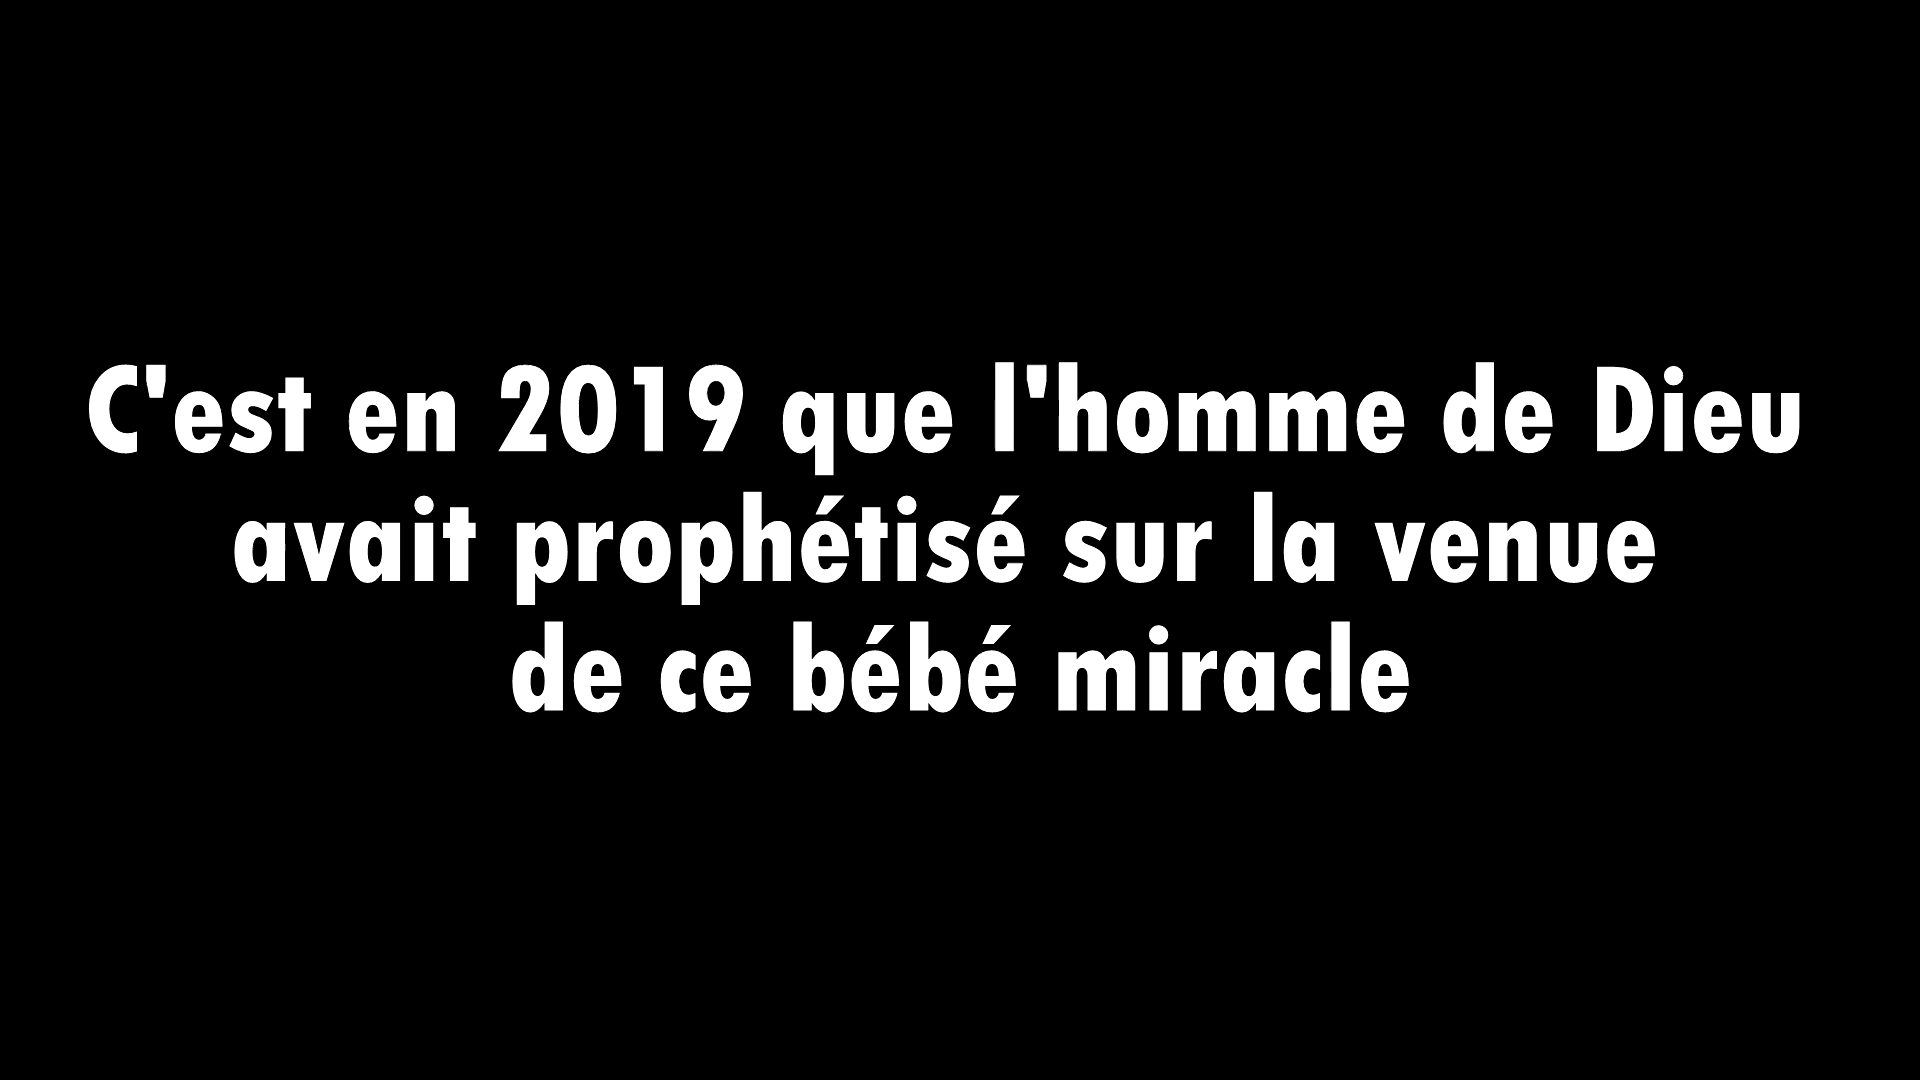 C'est en 2019 que l'homme de Dieu
avait prophétisé sur la venue
de ce bébé miracle